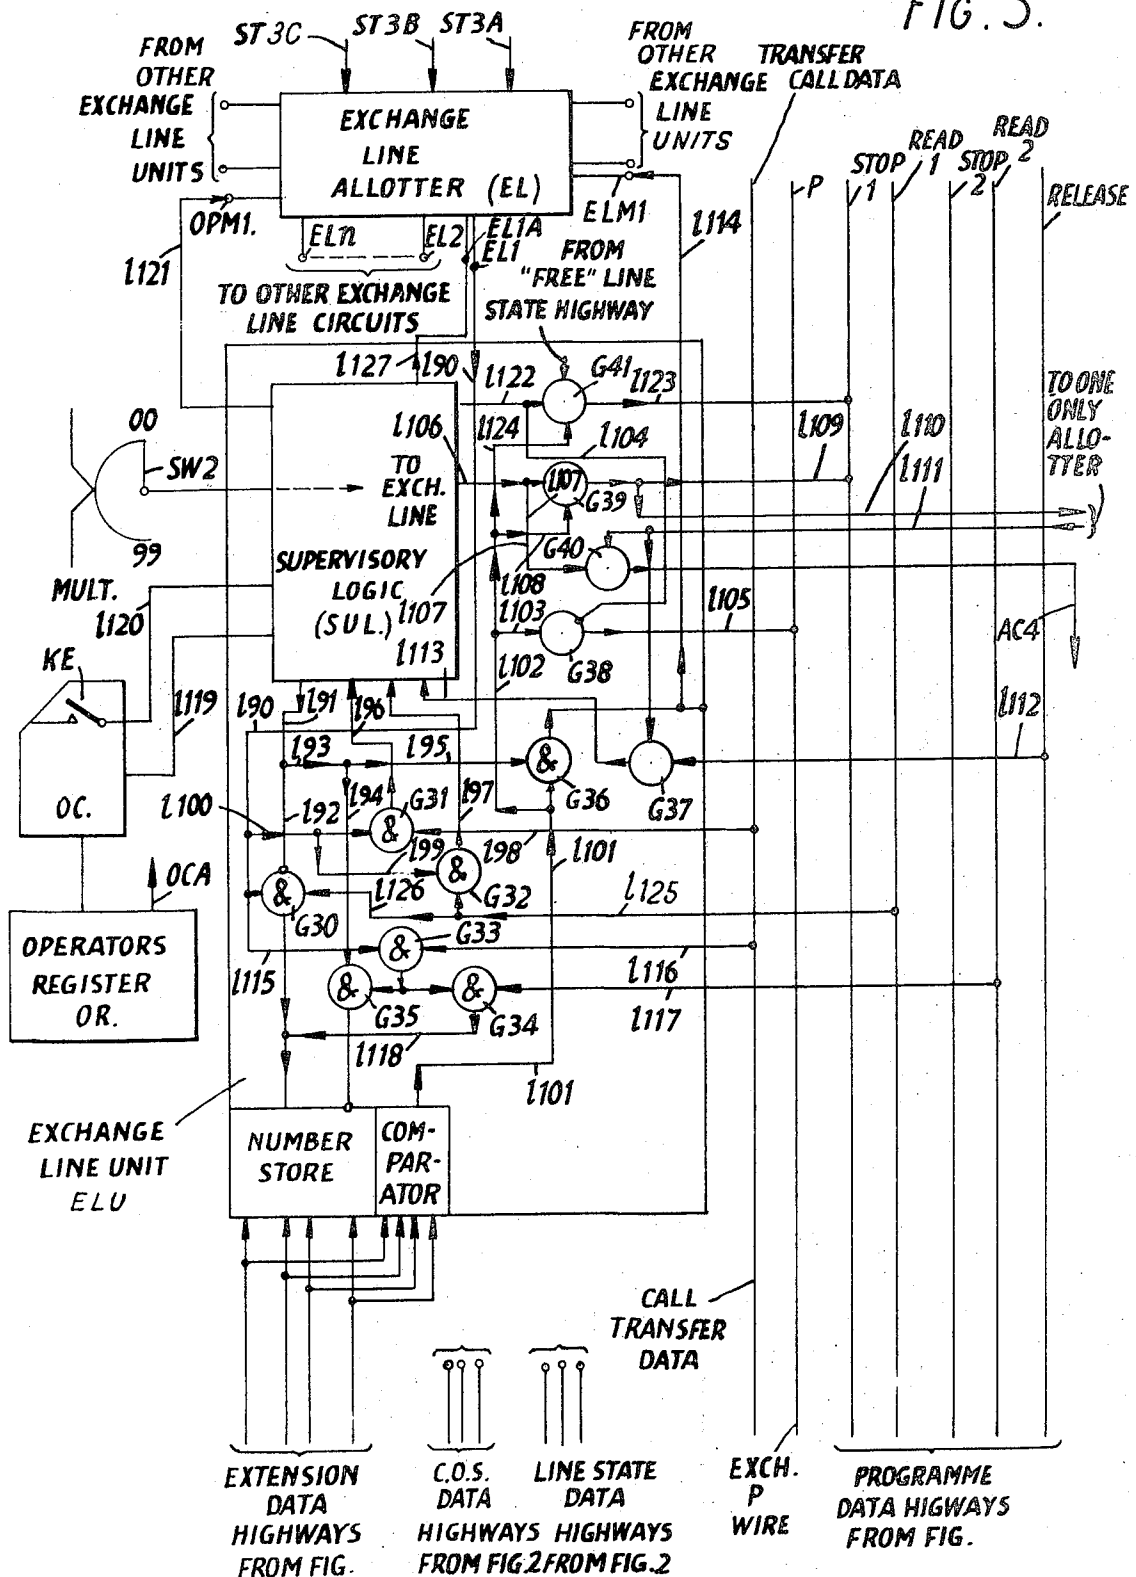 FIG. 3.
ST3C
ST3B
ST3A
FROM
OTHER
EXCHANGE
LINE
UNITS
FROM
OTHER
EXCHANGE
LINE
UNITS
TRANSFER
CALL DATA
EXCHANGE
LINE
ALLOTTER (EL)
P
STOP
1
READ
1
STOP
2
READ
2
RELEASE
OPM1.
ELn
EL2
EL1A
EL1
ELM1
l114
l121
TO OTHER EXCHANGE
LINE CIRCUITS
FROM
"FREE" LINE
STATE HIGHWAY
l127
l90
l122
G41
l123
l124
l104
l106
l109
l110
l111
TO ONE
ONLY
ALLO-
TTER
00
SW2
99
MULT.
TO
EXCH.
LINE
SUPERVISORY
LOGIC
(SUL.)
l107
G39
G40
l108
l107
l103
G38
l105
AC4
l102
l113
l120
KE
l119
OC.
l90
l91
l96
l93
l95
l112
l92
l94
G31
l97
G36
G37
l100
l99
l98
l101
G32
l126
l125
G30
OCA
G33
l115
l116
OPERATORS
REGISTER
OR.
G35
G34
l117
l118
l101
&
&
&
&
&
&
&
EXCHANGE
LINE UNIT
ELU
NUMBER
STORE
COM-
PAR-
ATOR
CALL
TRANSFER
DATA
EXTENSION
DATA
HIGHWAYS
FROM FIG.
C.O.S.
DATA
HIGHWAYS
FROM FIG.2
LINE STATE
DATA
HIGHWAYS
FROM FIG.2
EXCH.
P
WIRE
PROGRAMME
DATA HIGWAYS
FROM FIG.